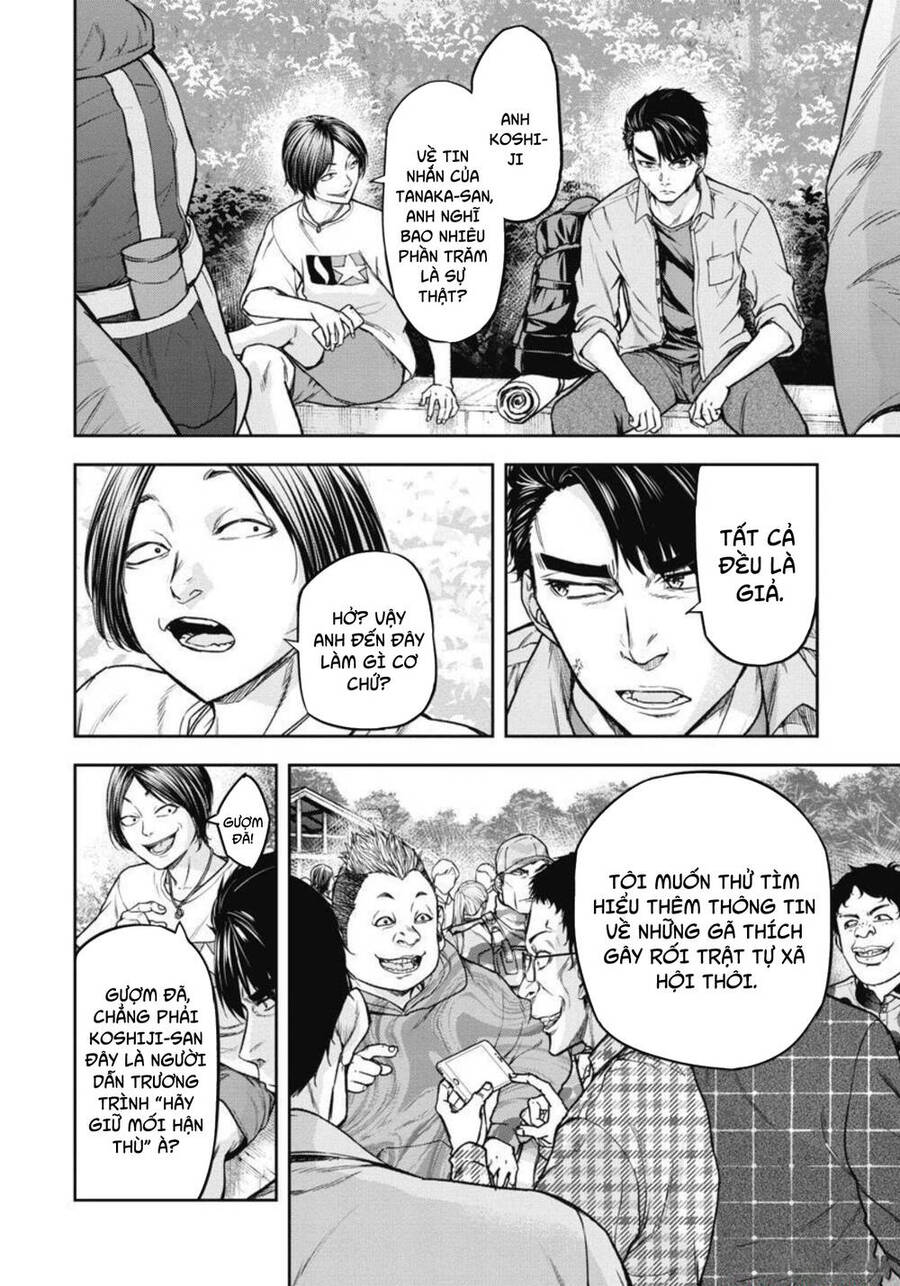 ANH
KOSHI-
JI
VỀ TIN
NHẮN CỦA
TANAKA-SAN,
ANH NGHĨ
BAO NHIÊU
PHẦN TRĂM
LÀ SỰ
THẬT?
TẤT CẢ
ĐỀU LÀ
GIẢ.
HỞ? VẬY
ANH ĐẾN ĐÂY
LÀM GÌ CƠ
CHỨ?
TÔI MUỐN THỬ TÌM
HIỂU THÊM THÔNG TIN
VỀ NHỮNG GÃ THÍCH
GÂY RỐI TRẬT TỰ XÃ
HỘI THÔI.
GƯỢM
ĐÃ!
GƯỢM ĐÃ,
CHẲNG PHẢI
KOSHIJI-SAN
ĐÂY LÀ NGƯỜI
DẪN TRƯƠNG
TRÌNH “HÃY
GIỮ MỐI HẬN
THÙ” À?